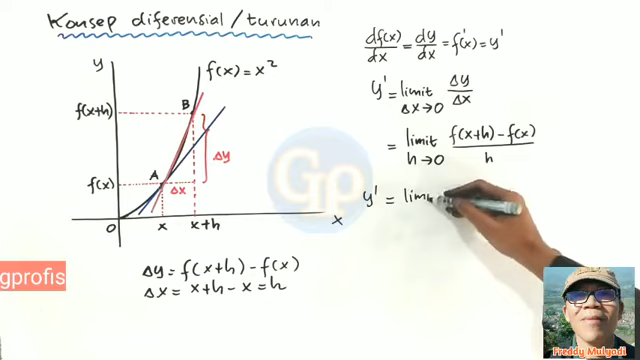 Konsep diferensial/turunan
y
f(x) = x²
f(x+h)
B
Δy
A
f(x)
Δx
0
x
x+h
x
Δy = f(x+h) - f(x)
Δx = x+h - x = h
df(x)/dx = dy/dx = f'(x) = y'
y' = limit Δx→0 Δy/Δx
= limit h→0 f(x+h) - f(x) / h
y' = lim
GP
gprofis
Freddy Mulyadi